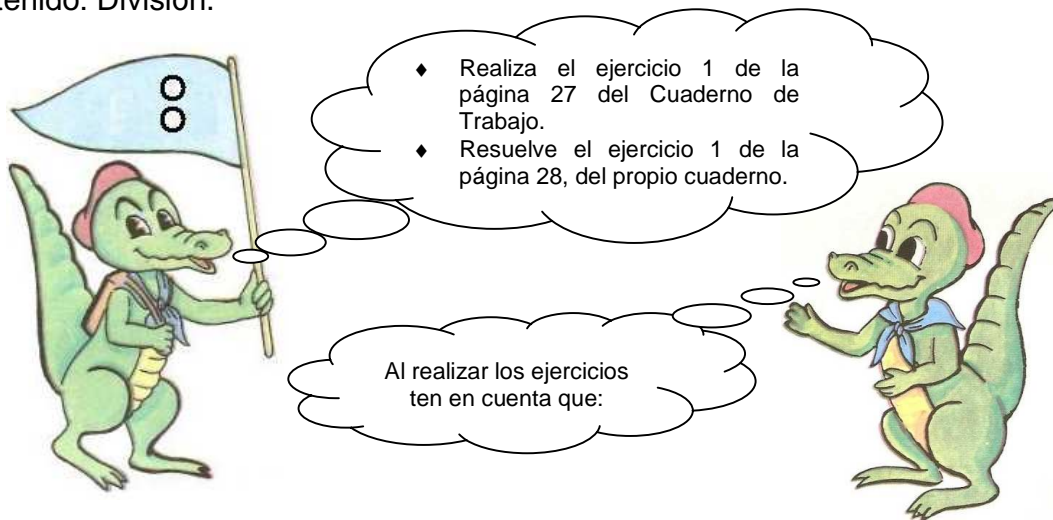 tenido: División.
♦ Realiza el ejercicio 1 de la
página 27 del Cuaderno de
Trabajo.
♦ Resuelve el ejercicio 1 de la
página 28, del propio cuaderno.
Al realizar los ejercicios
ten en cuenta que: